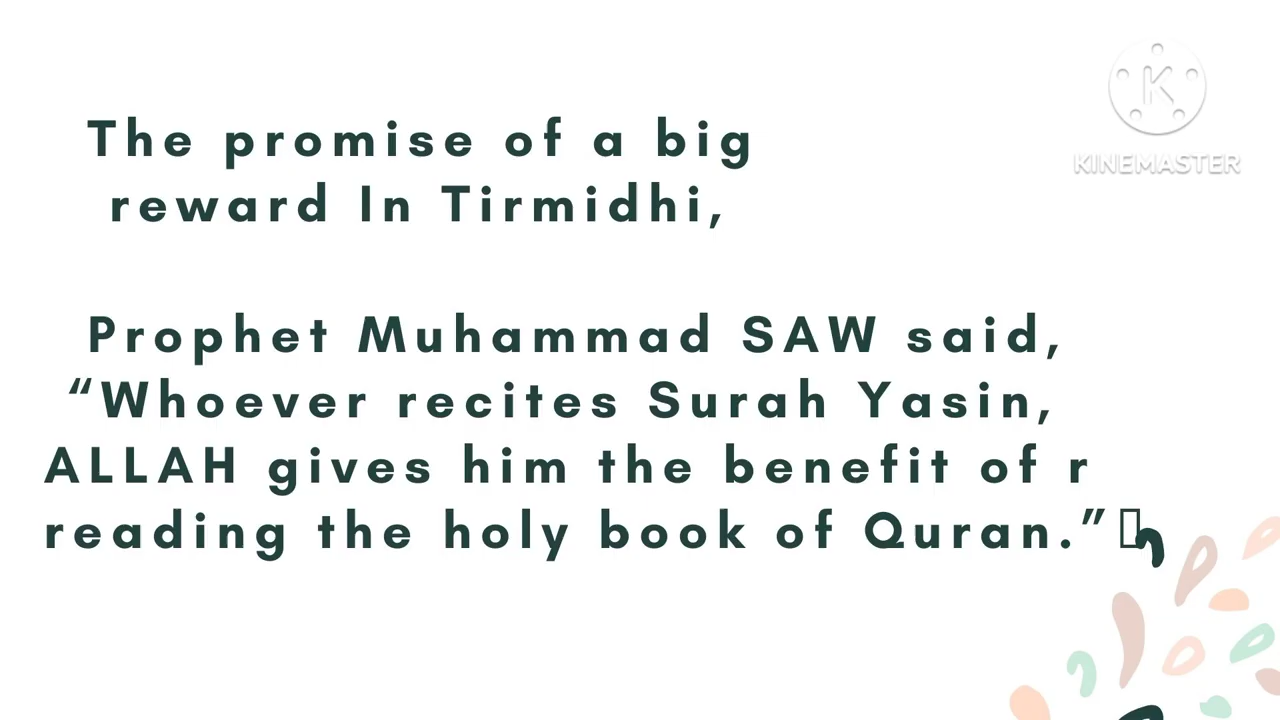 The promise of a big
reward In Tirmidhi,
Prophet Muhammad SAW said,
“Whoever recites Surah Yasin,
ALLAH gives him the benefit of r
reading the holy book of Quran.”
KINEMASTER